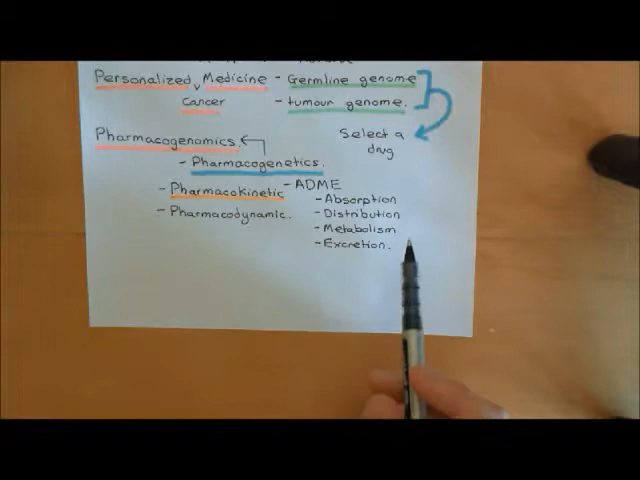 Personalized Medicine - Germline genome
cancer - tumour genome.
Select a
drug
Pharmacogenomics.
- Pharmacogenetics.
- Pharmacokinetic - ADME
- Absorption
- Pharmacodynamic. - Distribution
- Metabolism
- Excretion.